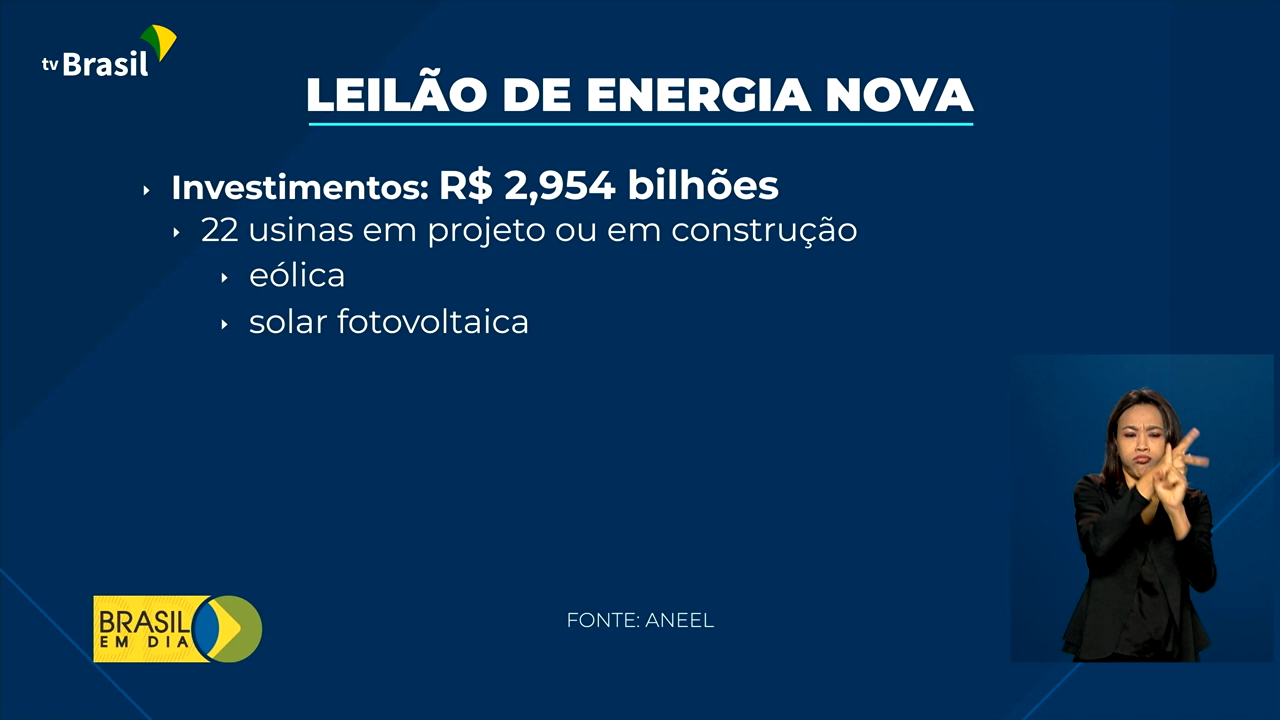 tv Brasil
LEILÃO DE ENERGIA NOVA
Investimentos: R$ 2,954 bilhões
22 usinas em projeto ou em construção
eólica
solar fotovoltaica
BRASIL
EM DIA
FONTE: ANEEL